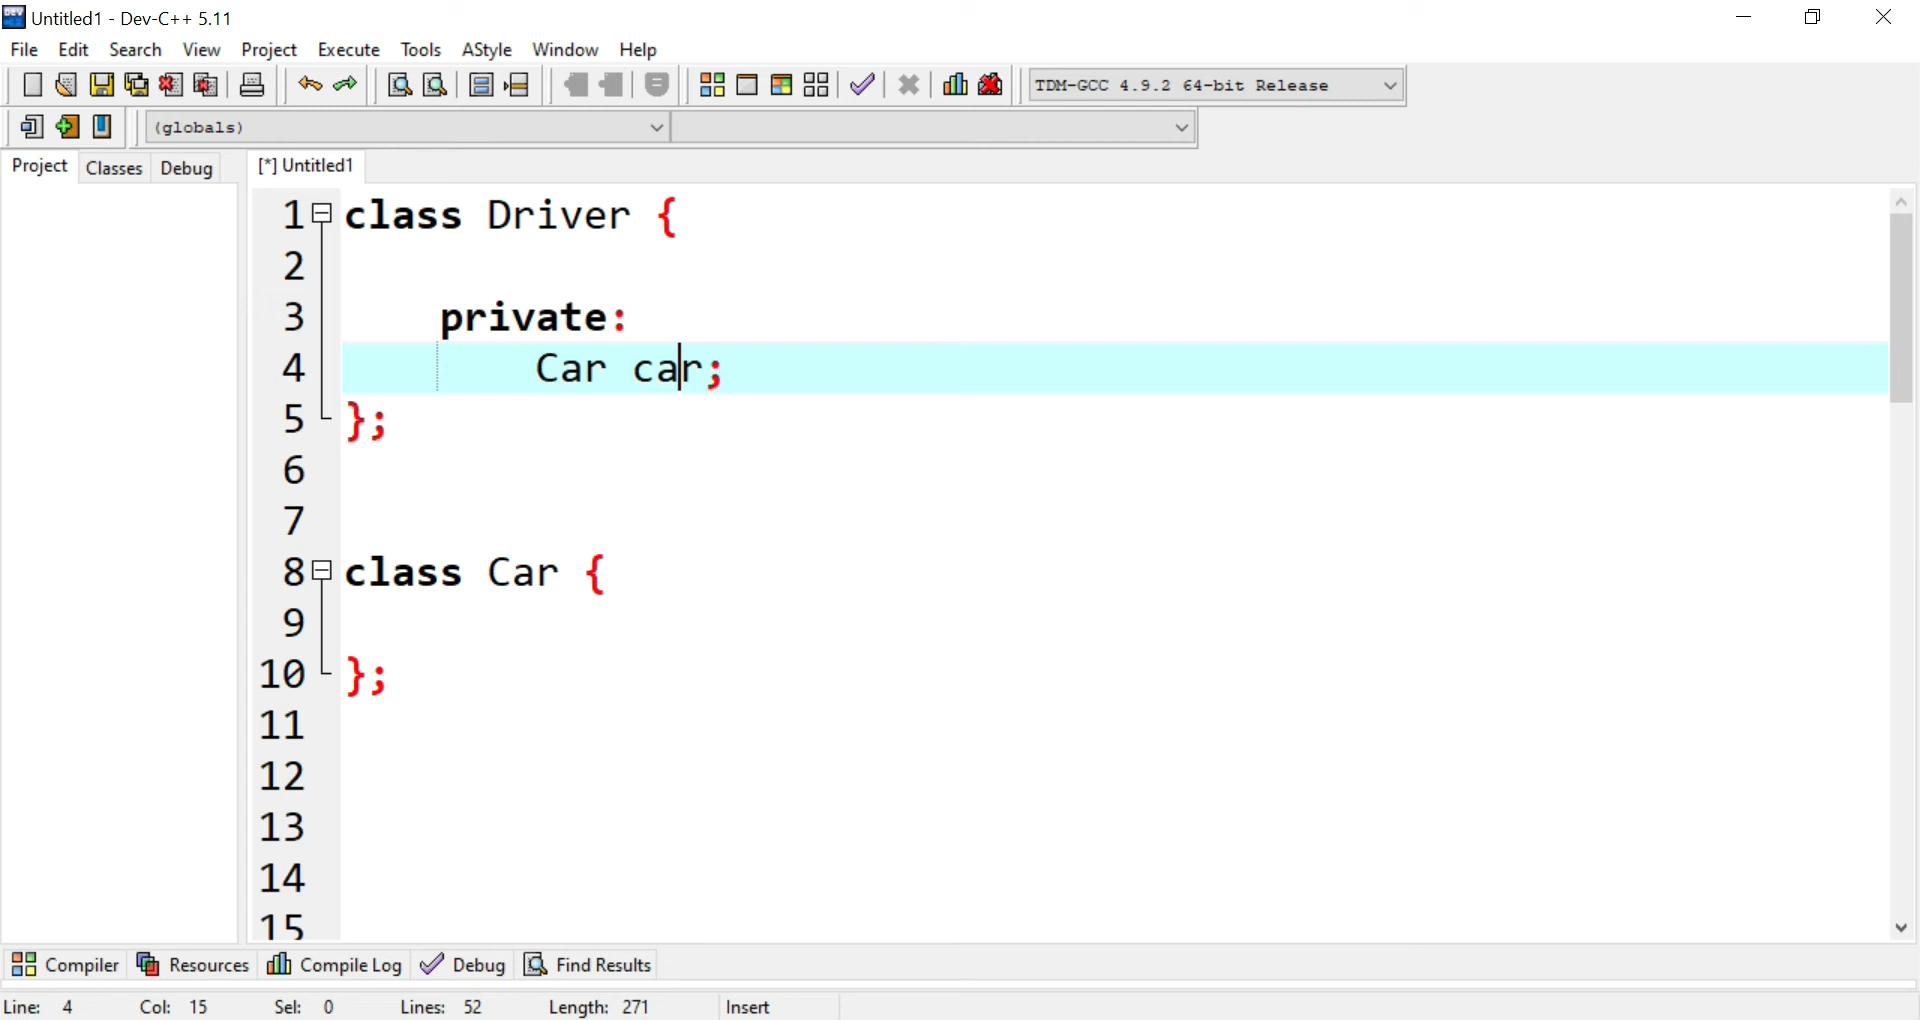 Untitled1 - Dev-C++ 5.11
File Edit Search View Project Execute Tools AStyle Window Help
TDM-GCC 4.9.2 64-bit Release
(globals)
Project Classes Debug [*] Untitled1
1 class Driver {
2
3 private:
4 Car car;
5 };
6
7
8 class Car {
9
10 };
11
12
13
14
15
Compiler Resources Compile Log Debug Find Results
Line: 4 Col: 15 Sel: 0 Lines: 52 Length: 271 Insert